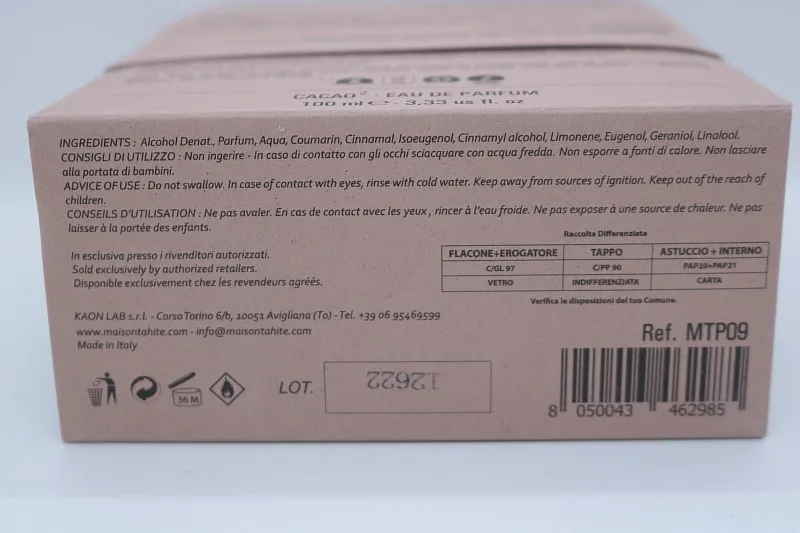 CACAO² - EAU DE PARFUM
100 ml ℮ - 3.33 us fl. oz
INGREDIENTS : Alcohol Denat., Parfum, Aqua, Coumarin, Cinnamal, Isoeugenol, Cinnamyl alcohol, Limonene, Eugenol, Geraniol, Linalool.
CONSIGLI DI UTILIZZO : Non ingerire - In caso di contatto con gli occhi sciacquare con acqua fredda. Non esporre a fonti di calore. Non lasciare
alla portata di bambini.
ADVICE OF USE : Do not swallow. In case of contact with eyes, rinse with cold water. Keep away from sources of ignition. Keep out of the reach of
children.
CONSEILS D'UTILISATION : Ne pas avaler. En cas de contact avec les yeux , rincer à l'eau froide. Ne pas exposer à une source de chaleur. Ne pas
laisser à la portée des enfants.
In esclusiva presso i rivenditori autorizzati.
Sold exclusively by authorized retailers.
Disponible exclusivement chez les revendeurs agréés.
Raccolta Differenziata
FLACONE+EROGATORE TAPPO ASTUCCIO + INTERNO
C/GL 97 C/PP 90 PAP20+PAP21
VETRO INDIFFERENZIATA CARTA
Verifica le disposizioni del tuo Comune.
KAON LAB s.r.l. - Corso Torino 6/b, 10051 Avigliana (To) - Tel. +39 06 95469599
www.maisontahite.com - info@maisontahite.com
Made in Italy
Ref. MTP09
36 M
LOT.
12622
8 050043 462985